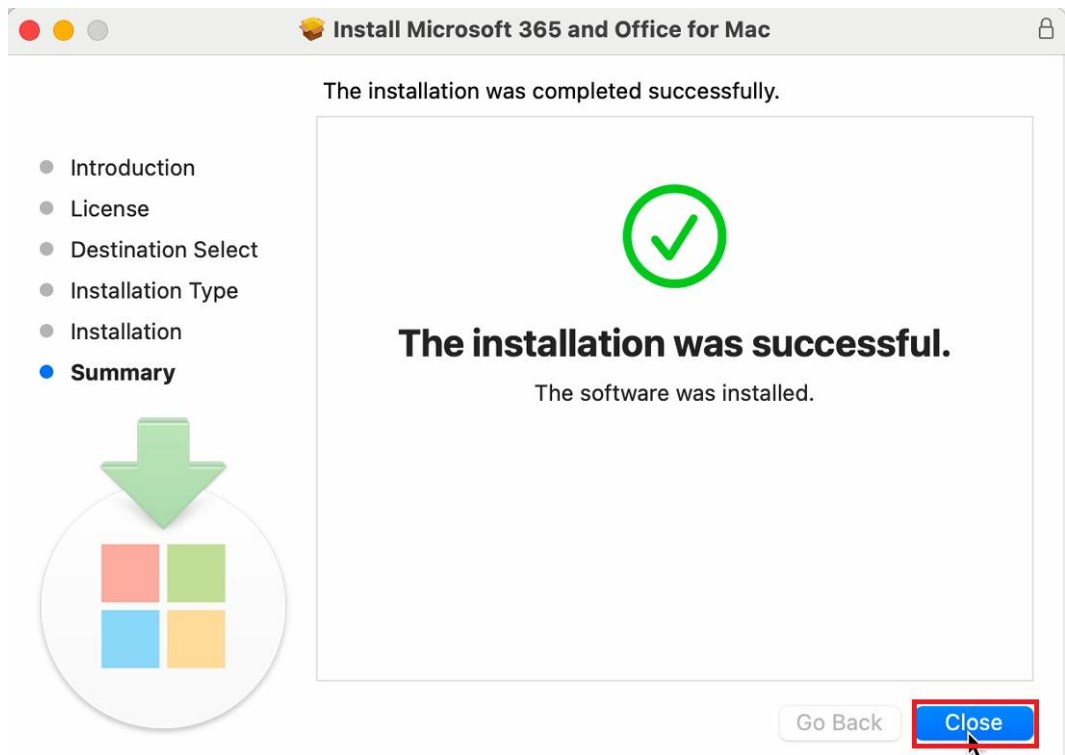 Install Microsoft 365 and Office for Mac
The installation was completed successfully.
Introduction
License
Destination Select
Installation Type
Installation
Summary
The installation was successful.
The software was installed.
Go Back
Close